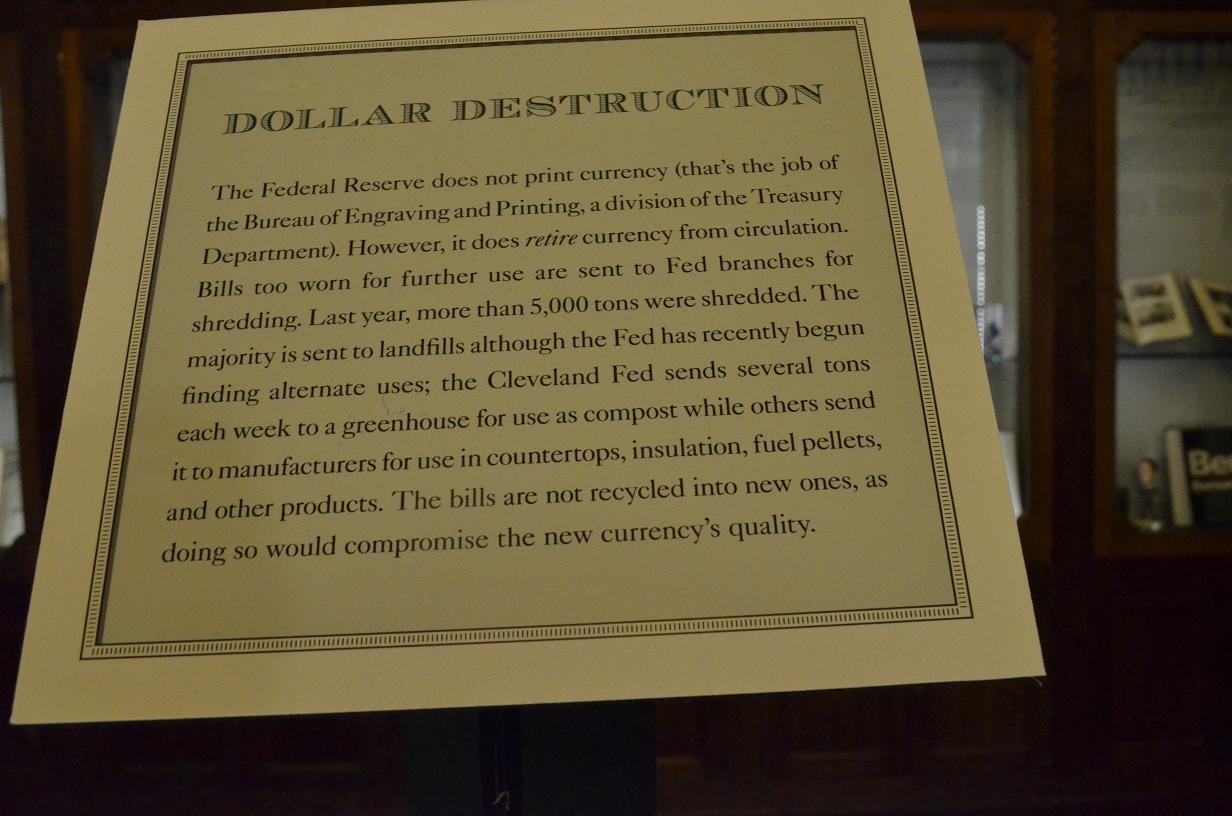 DOLLAR DESTRUCTION
The Federal Reserve does not print currency (that's the job of
the Bureau of Engraving and Printing, a division of the Treasury
Department). However, it does retire currency from circulation.
Bills too worn for further use are sent to Fed branches for
shredding. Last year, more than 5,000 tons were shredded. The
majority is sent to landfills although the Fed has recently begun
finding alternate uses; the Cleveland Fed sends several tons
each week to a greenhouse for use as compost while others send
it to manufacturers for use in countertops, insulation, fuel pellets,
and other products. The bills are not recycled into new ones, as
doing so would compromise the new currency's quality.